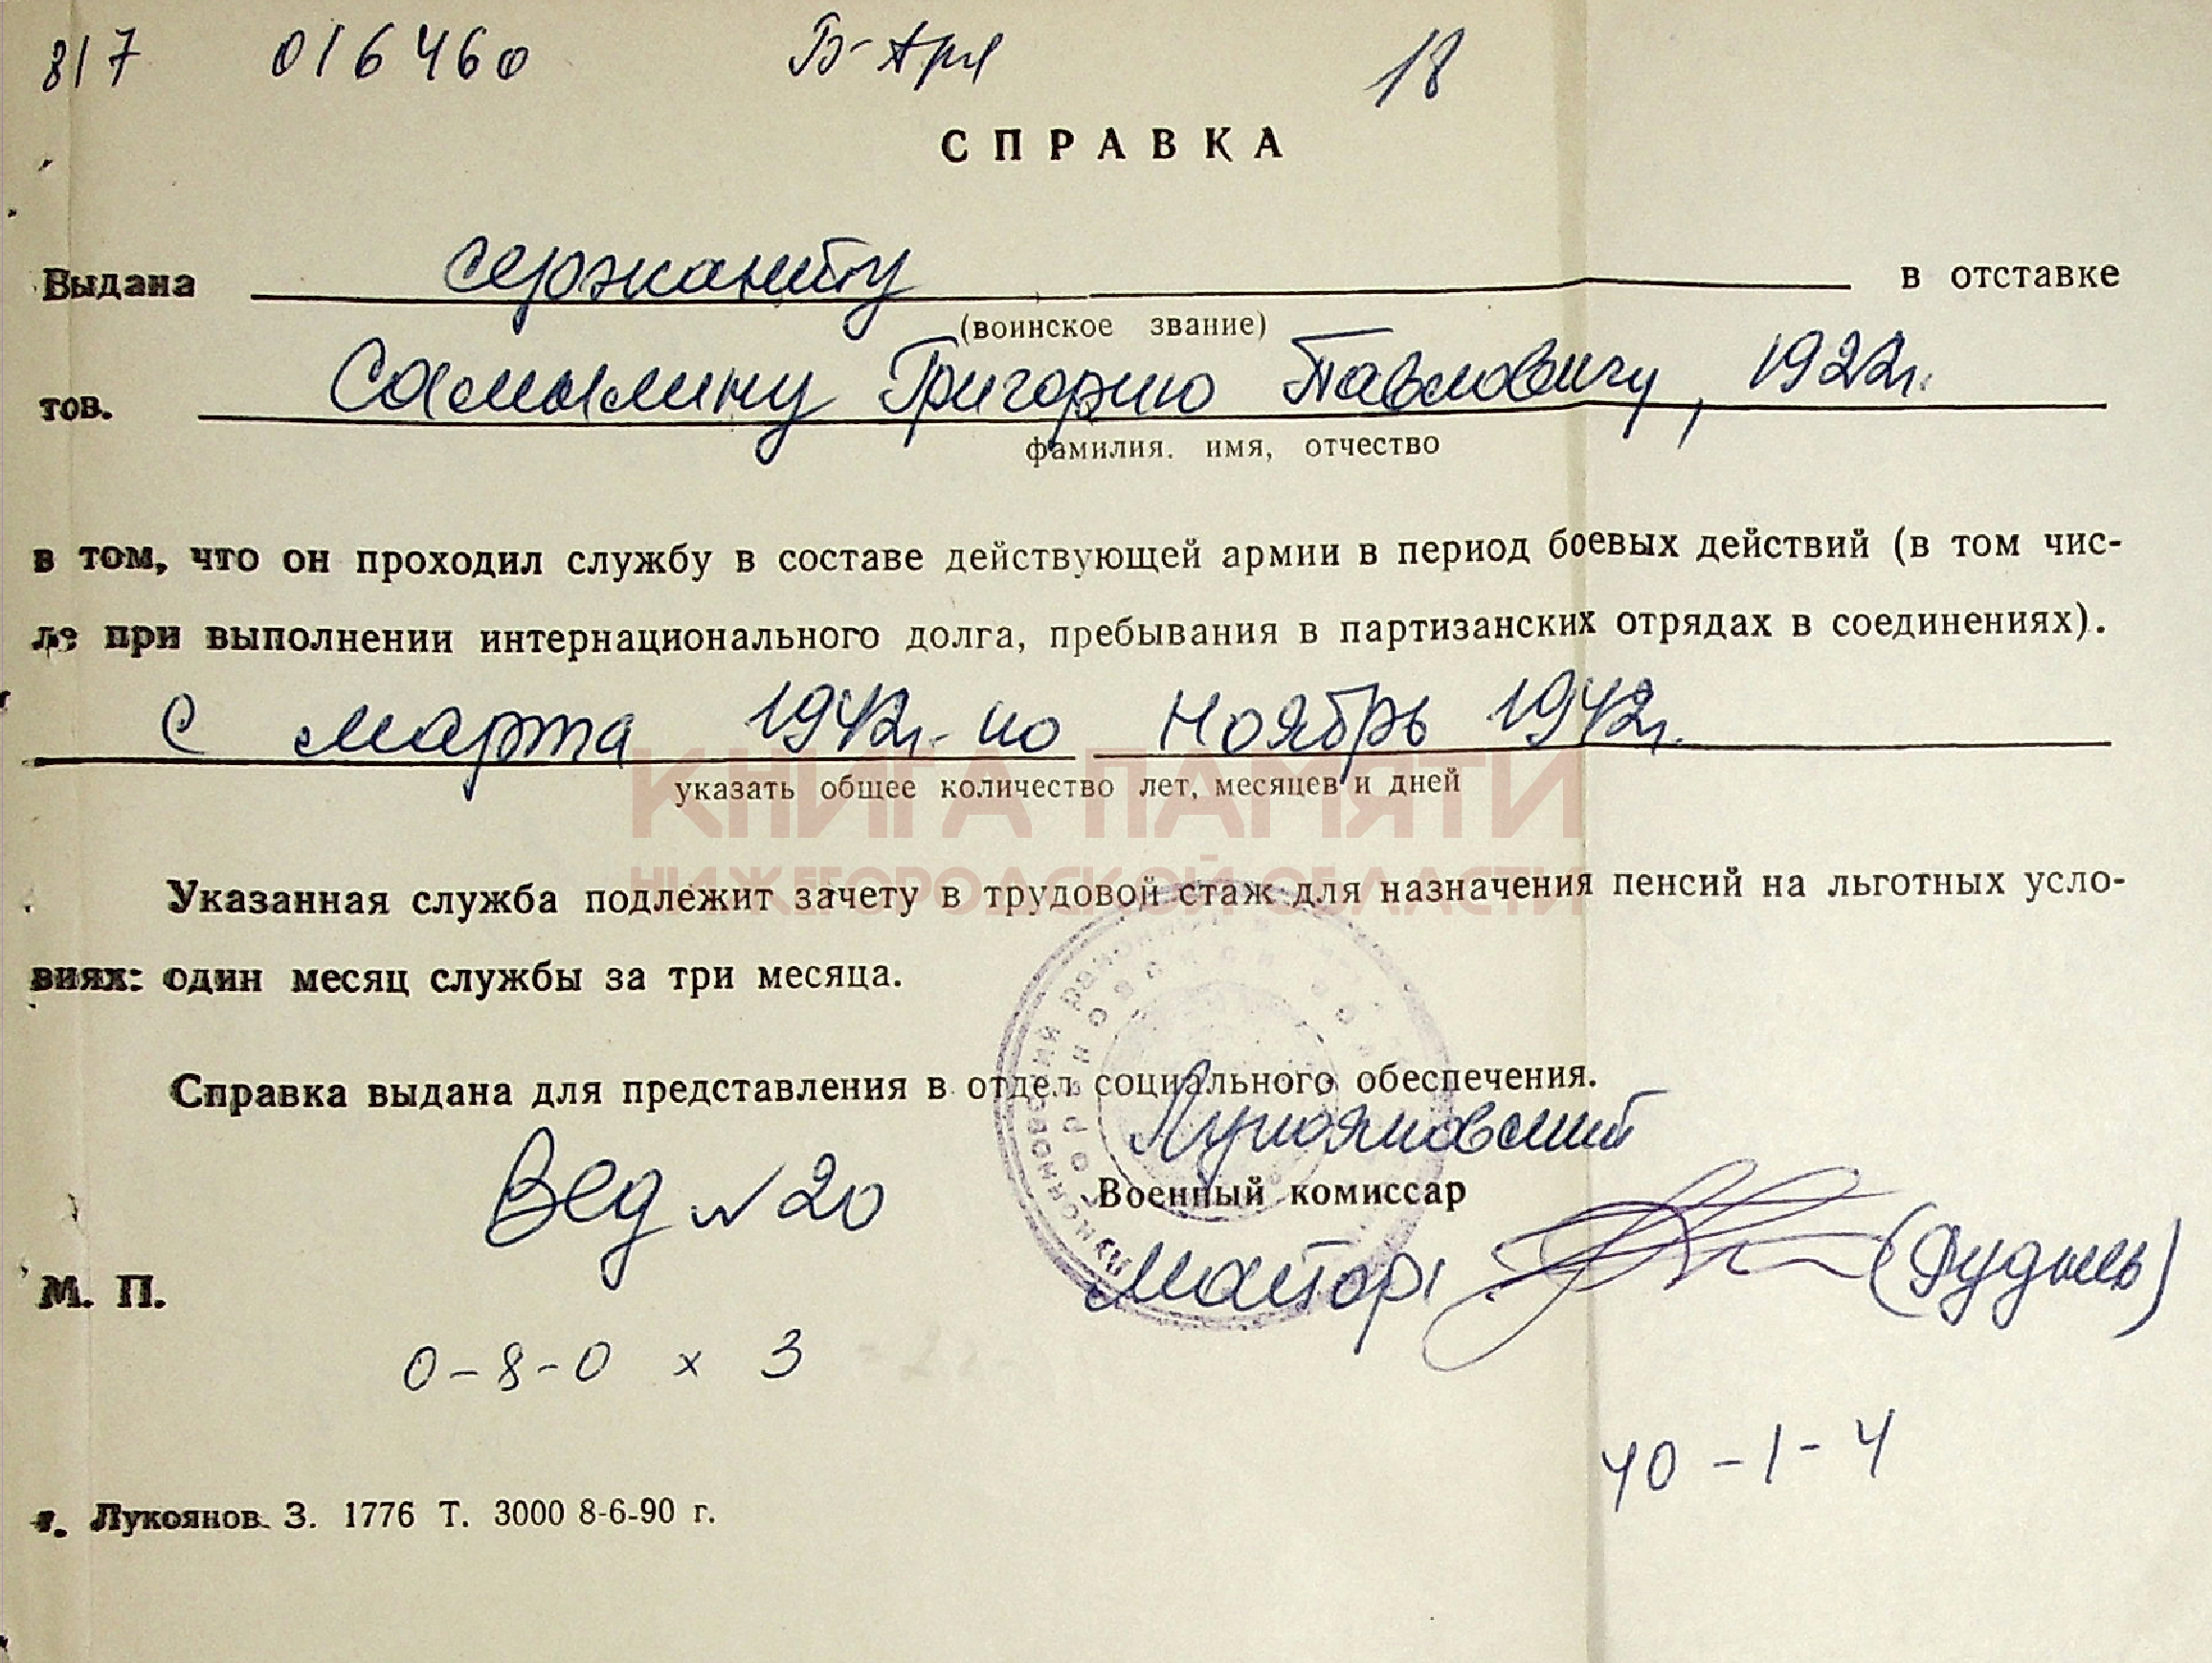 817 016460 Б-Аря 18
СПРАВКА
Выдана сержанту в отставке
(воинское звание)
тов. Самылину Григорию Павловичу, 1922г.
фамилия. имя, отчество
в том, что он проходил службу в составе действующей армии в период боевых действий (в том чис-
ле при выполнении интернационального долга, пребывания в партизанских отрядах в соединениях).
с марта 1942г. по ноябрь 1942г.
указать общее количество лет, месяцев и дней
КНИГА ПАМЯТИ
НИЖЕГОРОДСКОЙ ОБЛАСТИ
Указанная служба подлежит зачету в трудовой стаж для назначения пенсий на льготных усло-
виях: один месяц службы за три месяца.
Справка выдана для представления в отдел социального обеспечения.
Лукояновский
Вед N 20 Военный комиссар
М. П. майор
0-8-0 х 3
40-1-4
г. Лукоянов. З. 1776 Т. 3000 8-6-90 г.